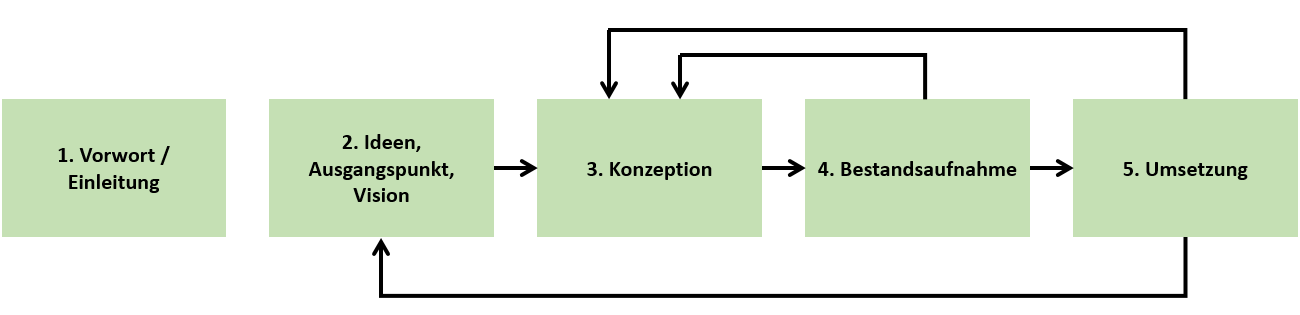 1. Vorwort /
Einleitung
2. Ideen,
Ausgangspunkt,
Vision
3. Konzeption
4. Bestandsaufnahme
5. Umsetzung